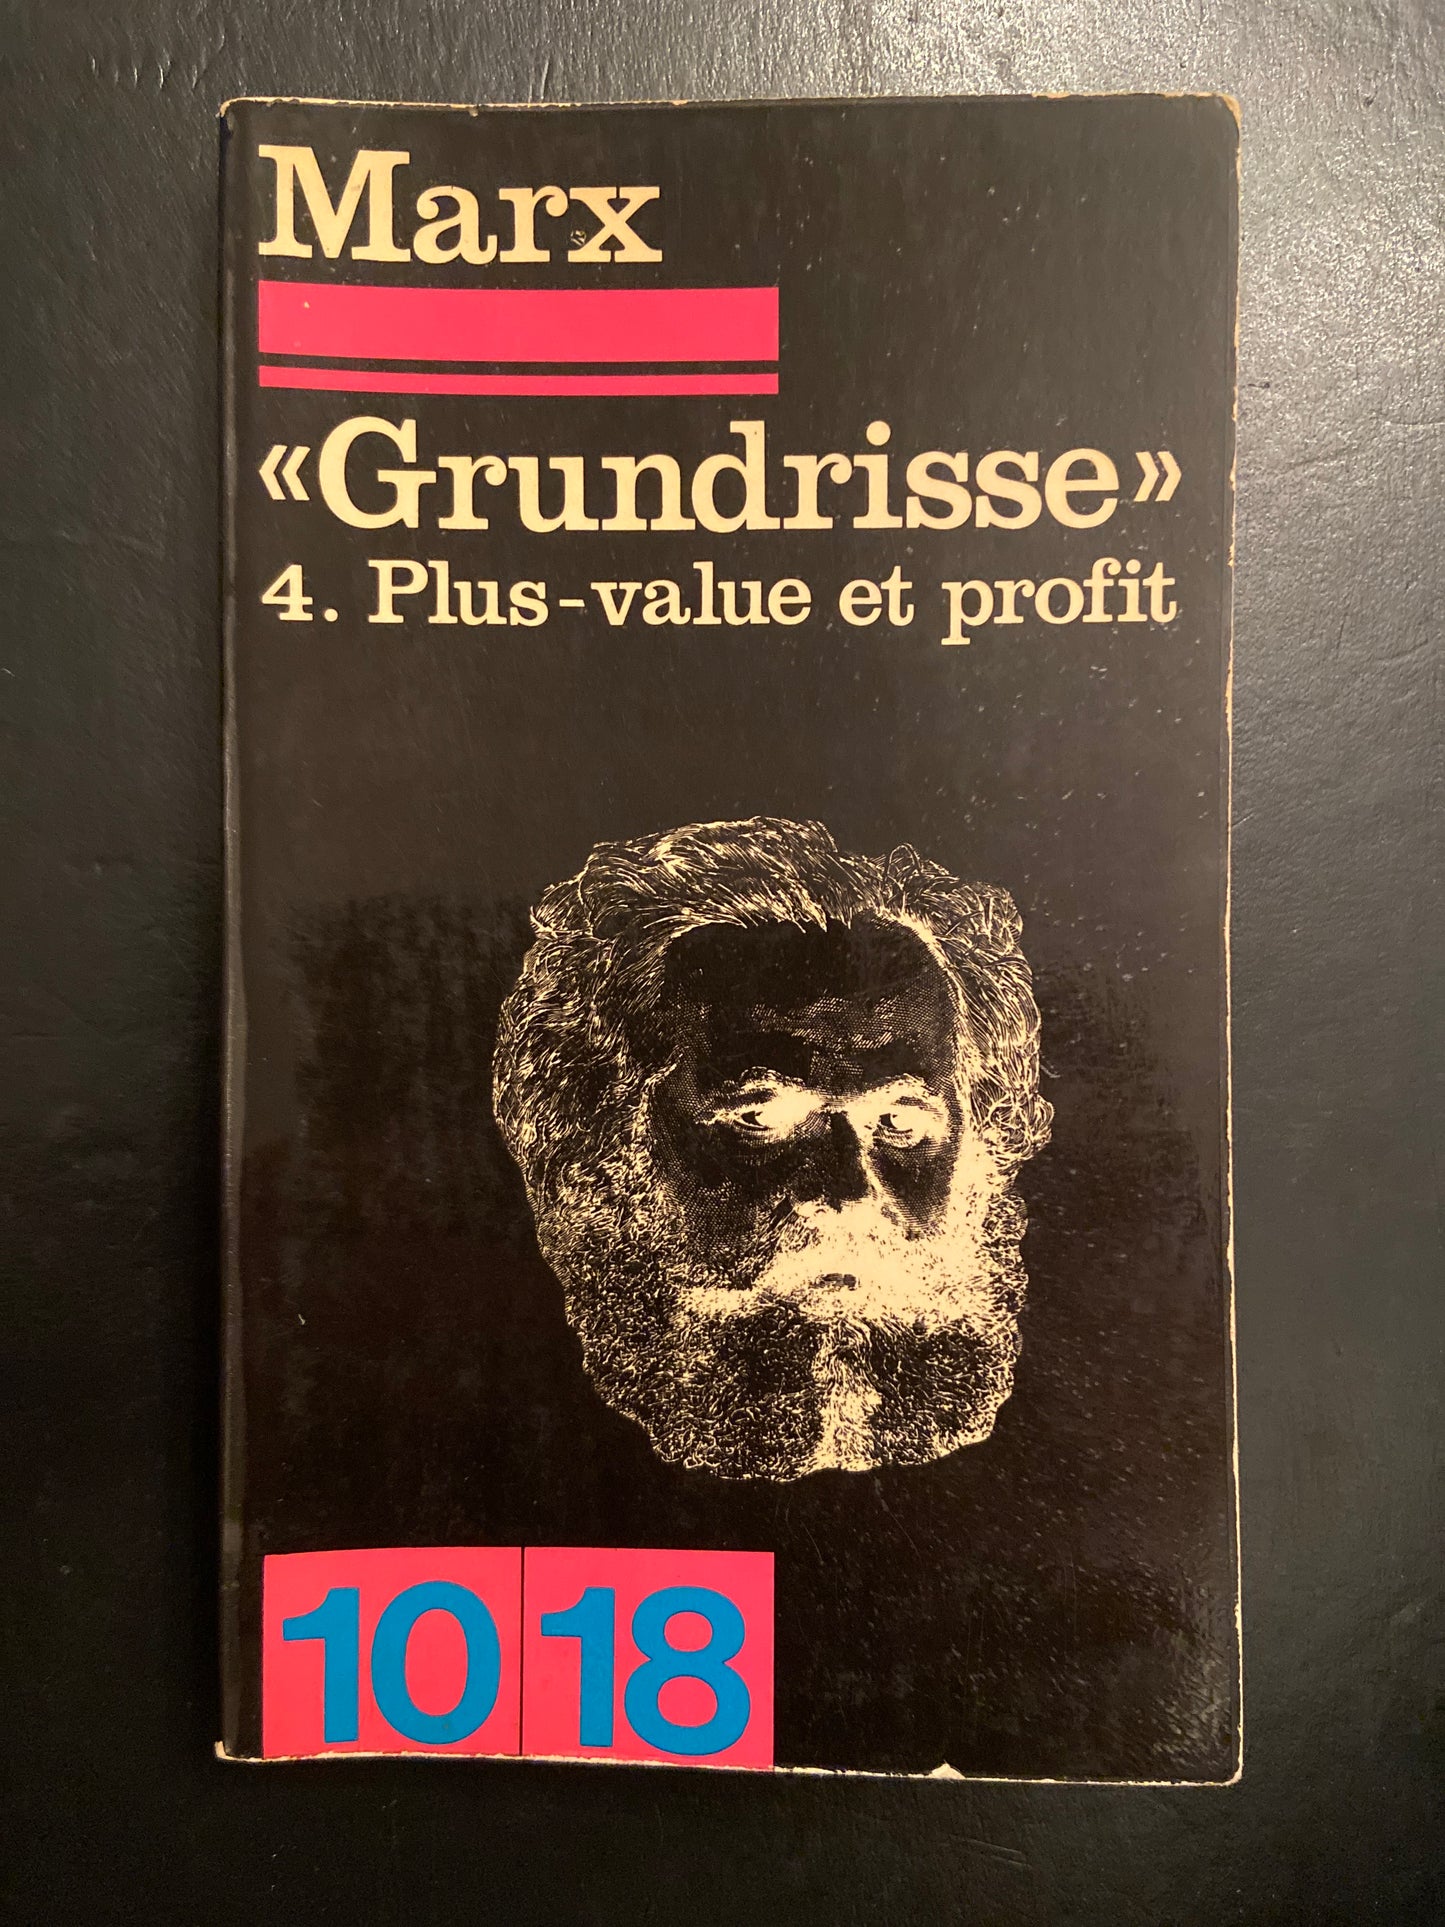 Marx
«Grundrisse»
4. Plus-value et profit
10 18